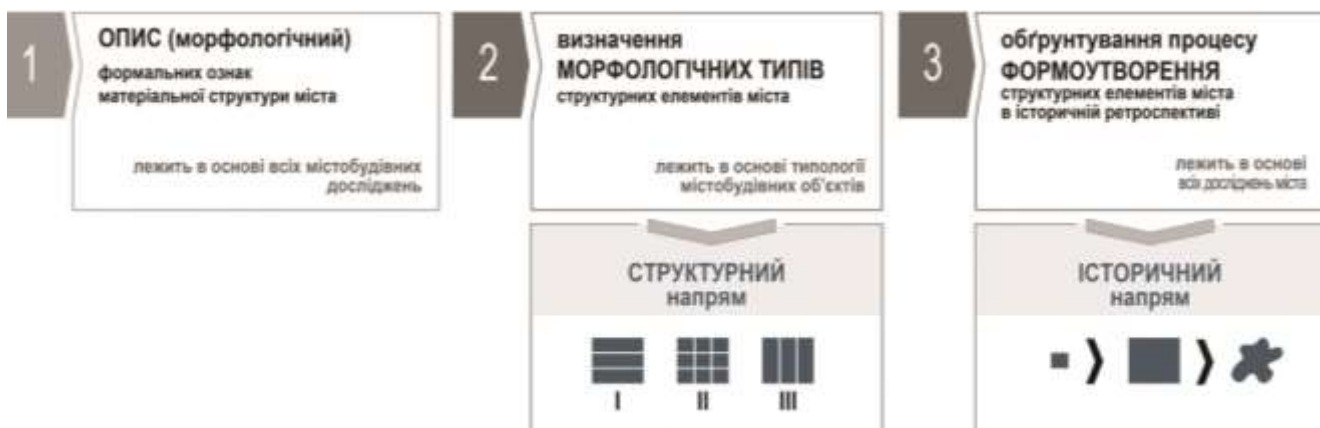 1
ОПИС (морфологічний)
формальних ознак
матеріальної структури міста
лежить в основі всіх містобудівних
досліджень
2
визначення
МОРФОЛОГІЧНИХ ТИПІВ
структурних елементів міста
лежить в основі типології
містобудівних об'єктів
СТРУКТУРНИЙ
напрям
I II III
3
обґрунтування процесу
ФОРМОУТВОРЕННЯ
структурних елементів міста
в історичній ретроспективі
лежить в основі
всіх досліджень міста
ІСТОРИЧНИЙ
напрям